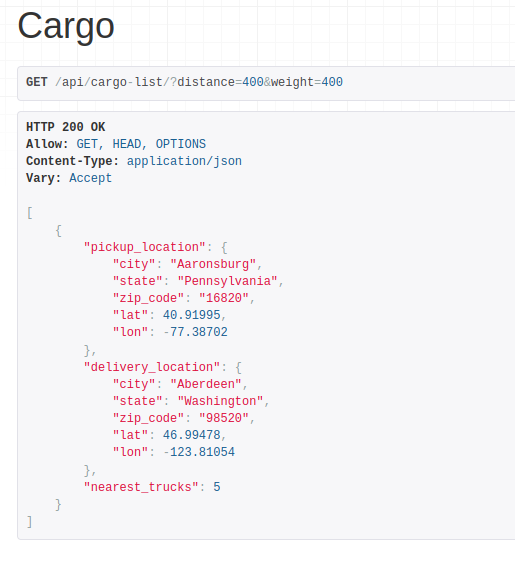 Cargo
GET /api/cargo-list/?distance=400&weight=400
HTTP 200 OK
Allow: GET, HEAD, OPTIONS
Content-Type: application/json
Vary: Accept
[
    {
        "pickup_location": {
            "city": "Aaronsburg",
            "state": "Pennsylvania",
            "zip_code": "16820",
            "lat": 40.91995,
            "lon": -77.38702
        },
        "delivery_location": {
            "city": "Aberdeen",
            "state": "Washington",
            "zip_code": "98520",
            "lat": 46.99478,
            "lon": -123.81054
        },
        "nearest_trucks": 5
    }
]